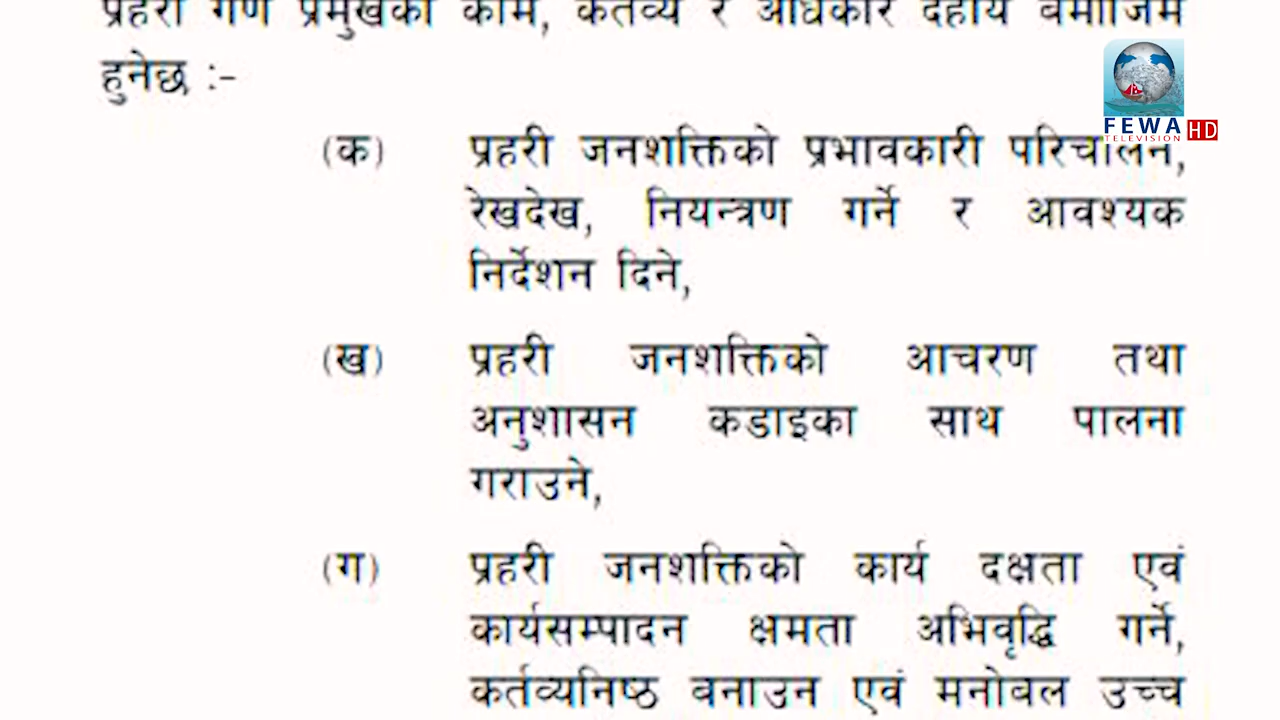 प्रहरी गण प्रमुखको काम, कर्तव्य र अधिकार देहाय बमोजिम
हुनेछ :-
(क) प्रहरी जनशक्तिको प्रभावकारी परिचालन,
रेखदेख, नियन्त्रण गर्ने र आवश्यक
निर्देशन दिने,
(ख) प्रहरी जनशक्तिको आचरण तथा
अनुशासन कडाइका साथ पालना
गराउने,
(ग) प्रहरी जनशक्तिको कार्य दक्षता एवं
कार्यसम्पादन क्षमता अभिवृद्धि गर्ने,
कर्तव्यनिष्ठ बनाउन एवं मनोबल उच्च
FEWA
TELEVISION HD